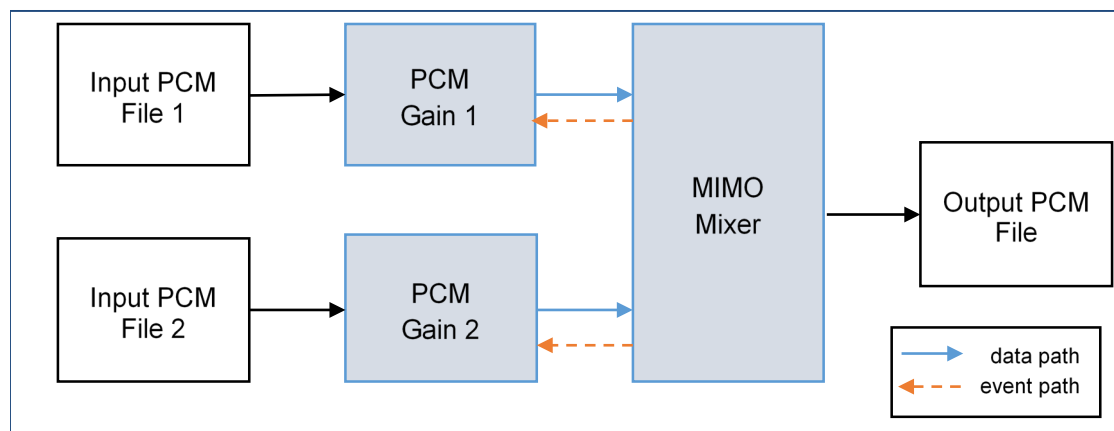 Input PCM
File 1
PCM
Gain 1
MIMO
Mixer
Output PCM
File
Input PCM
File 2
PCM
Gain 2
data path
event path